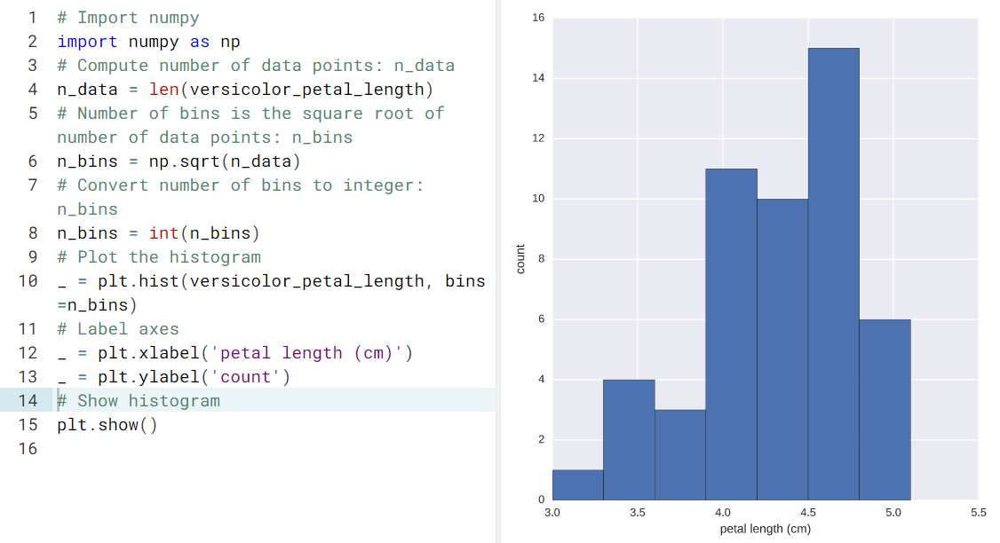 1 # Import numpy
2 import numpy as np
3 # Compute number of data points: n_data
4 n_data = len(versicolor_petal_length)
5 # Number of bins is the square root of
number of data points: n_bins
6 n_bins = np.sqrt(n_data)
7 # Convert number of bins to integer:
n_bins
8 n_bins = int(n_bins)
9 # Plot the histogram
10 _ = plt.hist(versicolor_petal_length, bins
=n_bins)
11 # Label axes
12 _ = plt.xlabel('petal length (cm)')
13 _ = plt.ylabel('count')
14 # Show histogram
15 plt.show()
16
16
14
12
10
8
6
4
2
0
count
3.0 3.5 4.0 4.5 5.0 5.5
petal length (cm)